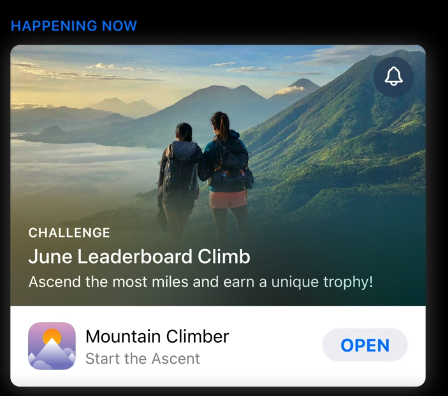 HAPPENING NOW
CHALLENGE
June Leaderboard Climb
Ascend the most miles and earn a unique trophy!
Mountain Climber
Start the Ascent
OPEN